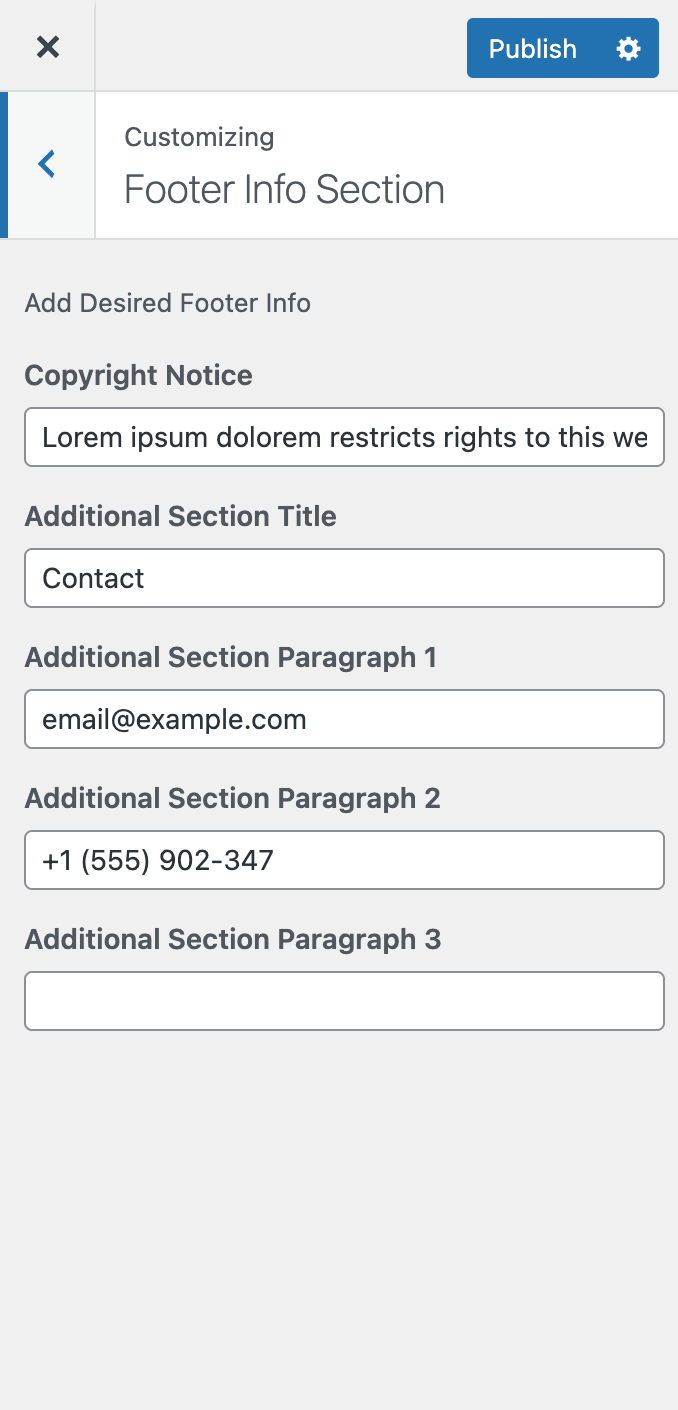 Publish
Customizing
Footer Info Section
Add Desired Footer Info
Copyright Notice
Lorem ipsum dolorem restricts rights to this we
Additional Section Title
Contact
Additional Section Paragraph 1
email@example.com
Additional Section Paragraph 2
+1 (555) 902-347
Additional Section Paragraph 3